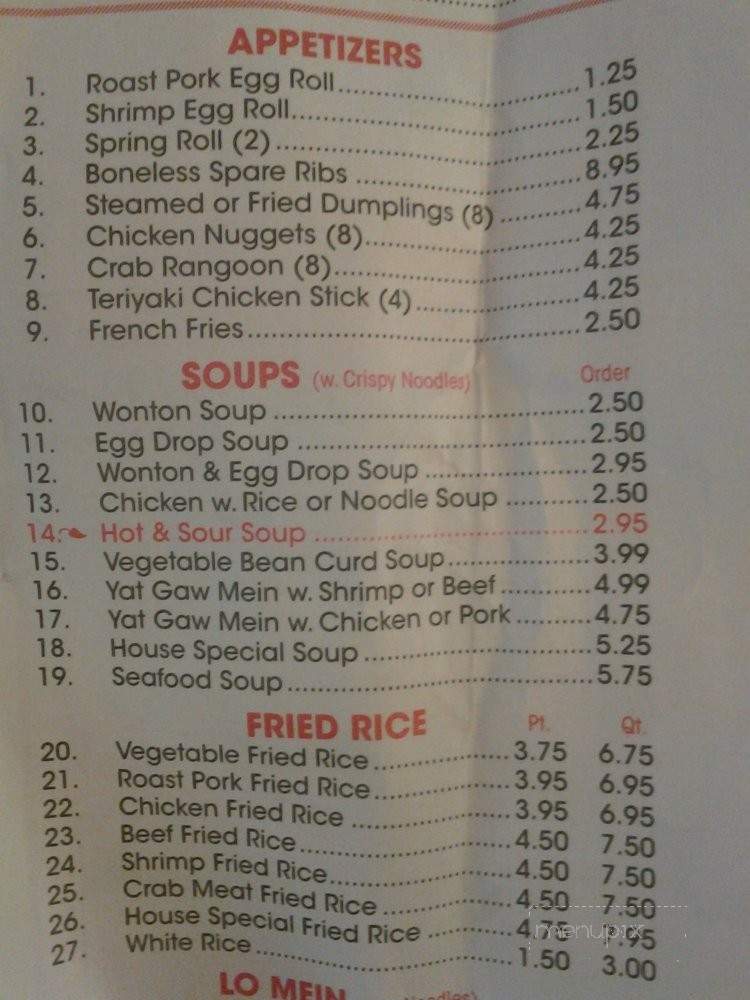 APPETIZERS
1. Roast Pork Egg Roll 1.25
2. Shrimp Egg Roll 1.50
3. Spring Roll (2) 2.25
4. Boneless Spare Ribs 8.95
5. Steamed or Fried Dumplings (8) 4.75
6. Chicken Nuggets (8) 4.25
7. Crab Rangoon (8) 4.25
8. Teriyaki Chicken Stick (4) 4.25
9. French Fries 2.50
SOUPS (w. Crispy Noodles) Order
10. Wonton Soup 2.50
11. Egg Drop Soup 2.50
12. Wonton & Egg Drop Soup 2.95
13. Chicken w. Rice or Noodle Soup 2.50
14. Hot & Sour Soup 2.95
15. Vegetable Bean Curd Soup 3.99
16. Yat Gaw Mein w. Shrimp or Beef 4.99
17. Yat Gaw Mein w. Chicken or Pork 4.75
18. House Special Soup 5.25
19. Seafood Soup 5.75
FRIED RICE Pt. Qt.
20. Vegetable Fried Rice 3.75 6.75
21. Roast Pork Fried Rice 3.95 6.95
22. Chicken Fried Rice 3.95 6.95
23. Beef Fried Rice 4.50 7.50
24. Shrimp Fried Rice 4.50 7.50
25. Crab Meat Fried Rice 4.50 7.50
26. House Special Fried Rice 4.75 7.95
menupix
27. White Rice 1.50 3.00
LO MEIN